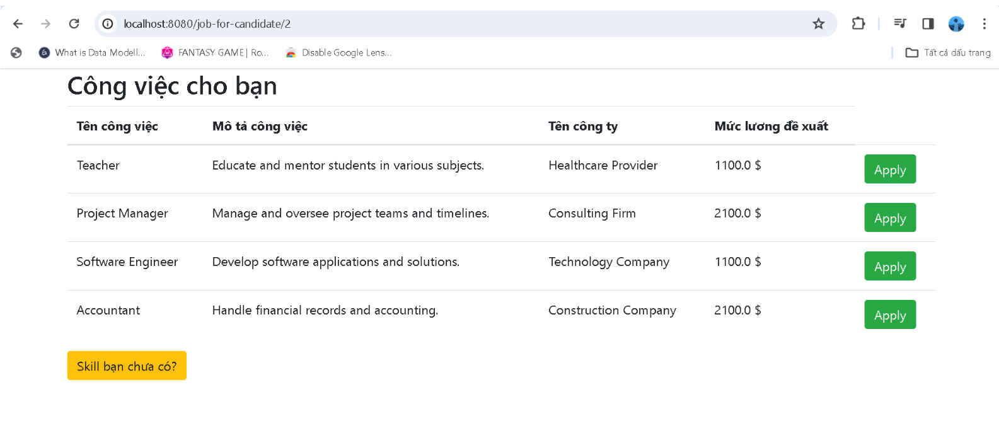 localhost:8080/job-for-candidate/2
What is Data Modell... FANTASY GAME | Ro... Disable Google Lens... Tất cả dấu trang
Công việc cho bạn
Tên công việc Mô tả công việc Tên công ty Mức lương đề xuất
Teacher Educate and mentor students in various subjects. Healthcare Provider 1100.0 $ Apply
Project Manager Manage and oversee project teams and timelines. Consulting Firm 2100.0 $ Apply
Software Engineer Develop software applications and solutions. Technology Company 1100.0 $ Apply
Accountant Handle financial records and accounting. Construction Company 2100.0 $ Apply
Skill bạn chưa có?